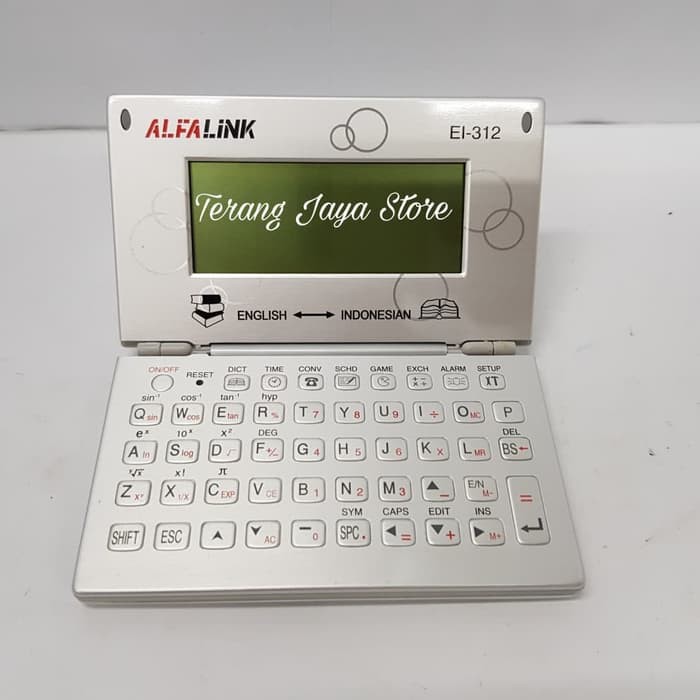 ALFALiNK EI-312
Terang Jaya Store
ENGLISH ⟷ INDONESIAN
ON/OFF RESET DICT TIME CONV SCHD GAME EXCH ALARM SETUP
sin⁻¹ cos⁻¹ tan⁻¹ hyp
Q sin W cos E tan R % T 7 Y 8 U 9 I ÷ O MC P
eˣ 10ˣ x² DEG DEL
A ln S log D √ F +/- G 4 H 5 J 6 K × L MR BS←
ˣ√x x! π
Z xʸ X 1/X C EXP V CE B 1 N 2 M 3 ▲ − E/N M- =
SYM CAPS EDIT INS
SHIFT ESC AC 0 SPC . ◀ = ▼ + ▶ M+